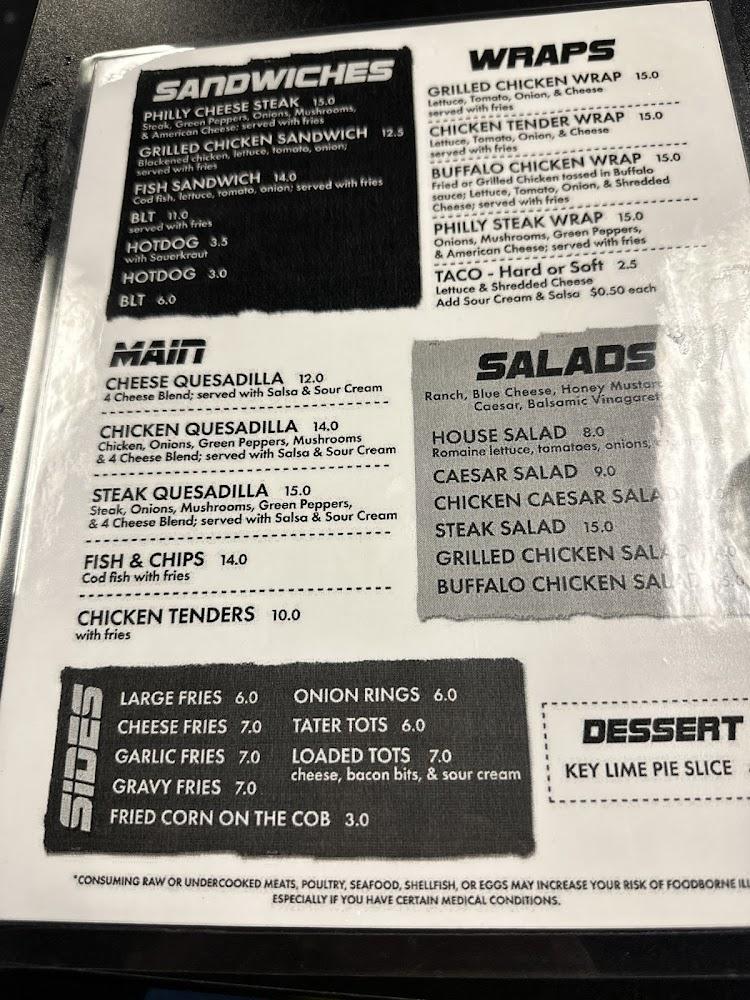 SANDWICHES
PHILLY CHEESE STEAK 15.0
Steak, Green Peppers, Onions, Mushrooms,
& American Cheese; served with fries
GRILLED CHICKEN SANDWICH 12.5
Blackened chicken, lettuce, tomato, onion;
served with fries
FISH SANDWICH 14.0
Cod fish, lettuce, tomato, onion; served with fries
BLT 11.0
served with fries
HOTDOG 3.5
with Sauerkraut
HOTDOG 3.0
BLT 6.0
WRAPS
GRILLED CHICKEN WRAP 15.0
Lettuce, Tomato, Onion, & Cheese
served with fries
CHICKEN TENDER WRAP 15.0
Lettuce, Tomato, Onion, & Cheese
served with fries
BUFFALO CHICKEN WRAP 15.0
Fried or Grilled Chicken tossed in Buffalo
sauce; Lettuce, Tomato, Onion, & Shredded
Cheese; served with fries
PHILLY STEAK WRAP 15.0
Onions, Mushrooms, Green Peppers,
& American Cheese; served with fries
TACO - Hard or Soft 2.5
Lettuce & Shredded Cheese
Add Sour Cream & Salsa $0.50 each
MAIN
CHEESE QUESADILLA 12.0
4 Cheese Blend; served with Salsa & Sour Cream
CHICKEN QUESADILLA 14.0
Chicken, Onions, Green Peppers, Mushrooms
& 4 Cheese Blend; served with Salsa & Sour Cream
STEAK QUESADILLA 15.0
Steak, Onions, Mushrooms, Green Peppers,
& 4 Cheese Blend; served with Salsa & Sour Cream
FISH & CHIPS 14.0
Cod fish with fries
CHICKEN TENDERS 10.0
with fries
SALADS
Ranch, Blue Cheese, Honey Mustard
Caesar, Balsamic Vinagaret
HOUSE SALAD 8.0
Romaine lettuce, tomatoes, onions,
CAESAR SALAD 9.0
CHICKEN CAESAR SALAD
STEAK SALAD 15.0
GRILLED CHICKEN SALAD
BUFFALO CHICKEN SALAD
SIDES
LARGE FRIES 6.0
CHEESE FRIES 7.0
GARLIC FRIES 7.0
GRAVY FRIES 7.0
FRIED CORN ON THE COB 3.0
ONION RINGS 6.0
TATER TOTS 6.0
LOADED TOTS 7.0
cheese, bacon bits, & sour cream
DESSERT
KEY LIME PIE SLICE
*CONSUMING RAW OR UNDERCOOKED MEATS, POULTRY, SEAFOOD, SHELLFISH, OR EGGS MAY INCREASE YOUR RISK OF FOODBORNE ILL
ESPECIALLY IF YOU HAVE CERTAIN MEDICAL CONDITIONS.